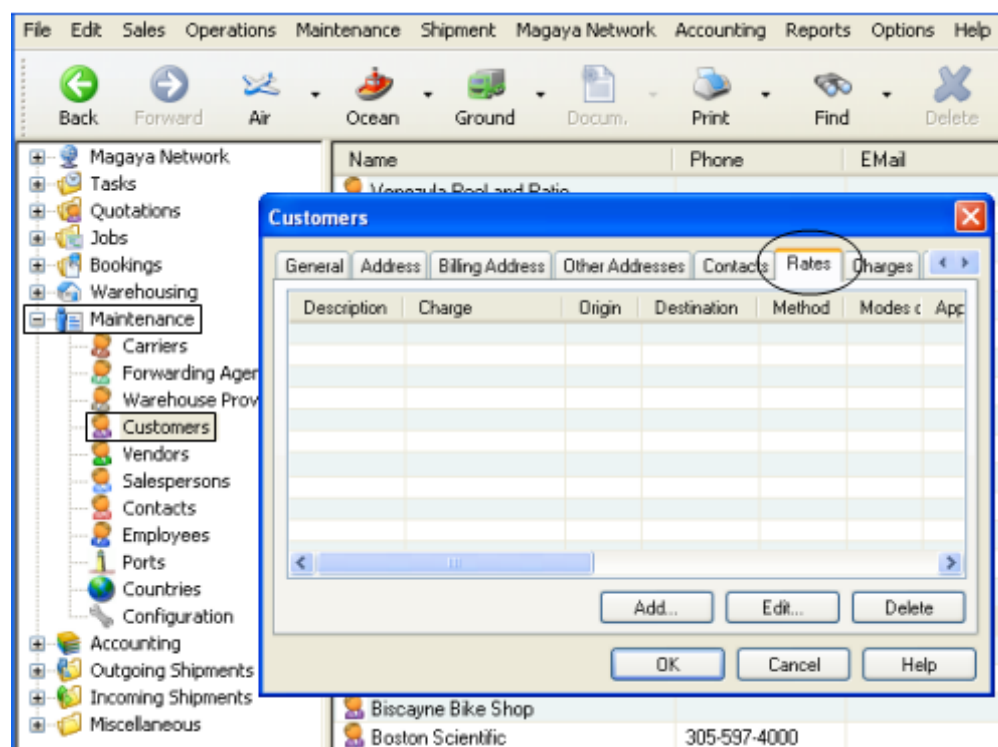 File Edit Sales Operations Maintenance Shipment Magaya Network Accounting Reports Options Help
Back Forward Air Ocean Ground Docum. Print Find Delete
Magaya Network
Tasks
Quotations
Jobs
Bookings
Warehousing
Maintenance
Carriers
Forwarding Agen
Warehouse Prov
Customers
Vendors
Salespersons
Contacts
Employees
Ports
Countries
Configuration
Accounting
Outgoing Shipments
Incoming Shipments
Miscellaneous
Name Phone EMail
Customers
General Address Billing Address Other Addresses Contacts Rates Charges
Description Charge Origin Destination Method Modes c App
Add... Edit... Delete
OK Cancel Help
Biscayne Bike Shop
Boston Scientific 305-597-4000